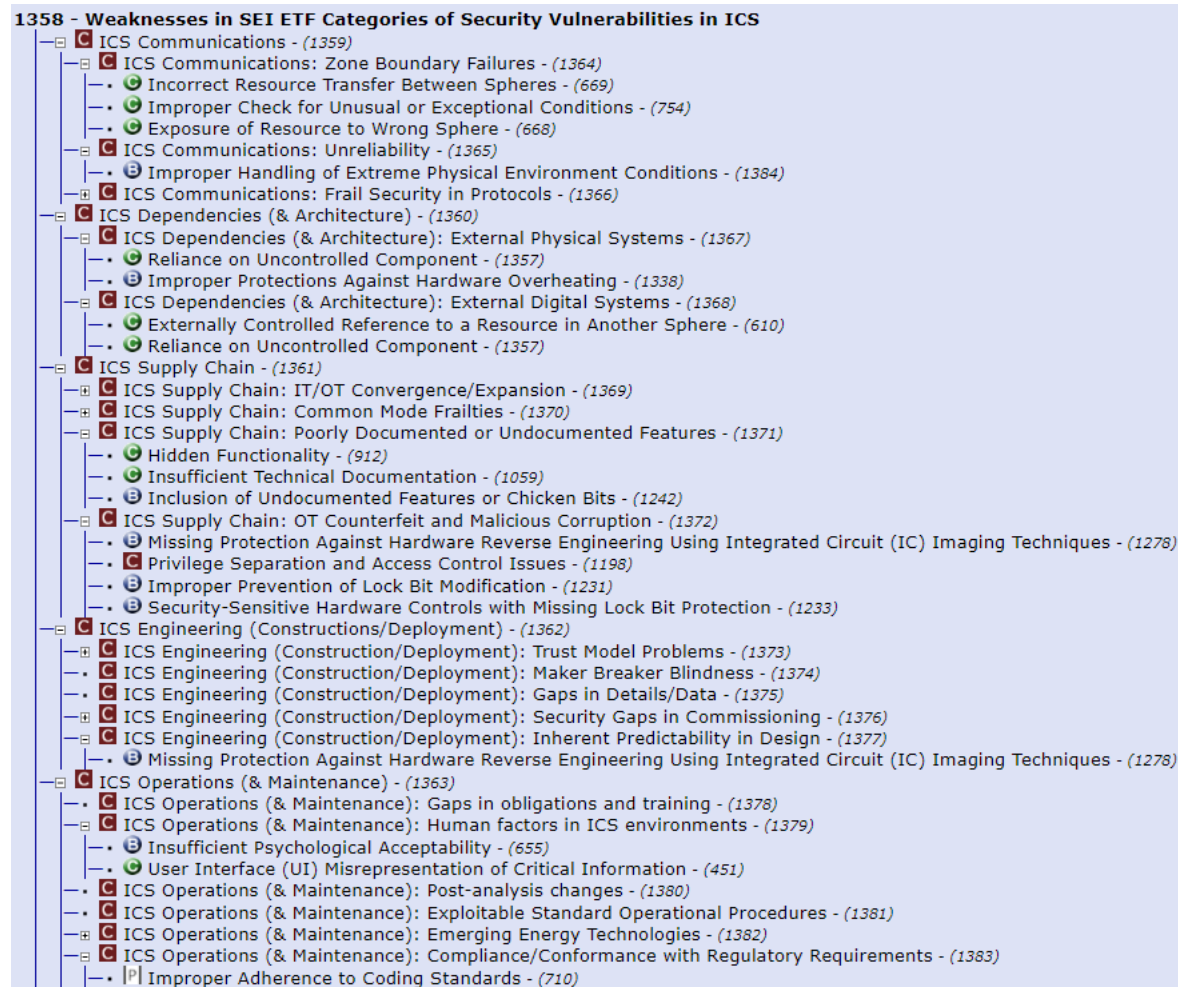 1358 - Weaknesses in SEI ETF Categories of Security Vulnerabilities in ICS
C ICS Communications - (1359)
C ICS Communications: Zone Boundary Failures - (1364)
C Incorrect Resource Transfer Between Spheres - (669)
C Improper Check for Unusual or Exceptional Conditions - (754)
C Exposure of Resource to Wrong Sphere - (668)
C ICS Communications: Unreliability - (1365)
B Improper Handling of Extreme Physical Environment Conditions - (1384)
C ICS Communications: Frail Security in Protocols - (1366)
C ICS Dependencies (& Architecture) - (1360)
C ICS Dependencies (& Architecture): External Physical Systems - (1367)
C Reliance on Uncontrolled Component - (1357)
B Improper Protections Against Hardware Overheating - (1338)
C ICS Dependencies (& Architecture): External Digital Systems - (1368)
C Externally Controlled Reference to a Resource in Another Sphere - (610)
C Reliance on Uncontrolled Component - (1357)
C ICS Supply Chain - (1361)
C ICS Supply Chain: IT/OT Convergence/Expansion - (1369)
C ICS Supply Chain: Common Mode Frailties - (1370)
C ICS Supply Chain: Poorly Documented or Undocumented Features - (1371)
C Hidden Functionality - (912)
C Insufficient Technical Documentation - (1059)
B Inclusion of Undocumented Features or Chicken Bits - (1242)
C ICS Supply Chain: OT Counterfeit and Malicious Corruption - (1372)
B Missing Protection Against Hardware Reverse Engineering Using Integrated Circuit (IC) Imaging Techniques - (1278)
C Privilege Separation and Access Control Issues - (1198)
B Improper Prevention of Lock Bit Modification - (1231)
B Security-Sensitive Hardware Controls with Missing Lock Bit Protection - (1233)
C ICS Engineering (Constructions/Deployment) - (1362)
C ICS Engineering (Construction/Deployment): Trust Model Problems - (1373)
C ICS Engineering (Construction/Deployment): Maker Breaker Blindness - (1374)
C ICS Engineering (Construction/Deployment): Gaps in Details/Data - (1375)
C ICS Engineering (Construction/Deployment): Security Gaps in Commissioning - (1376)
C ICS Engineering (Construction/Deployment): Inherent Predictability in Design - (1377)
B Missing Protection Against Hardware Reverse Engineering Using Integrated Circuit (IC) Imaging Techniques - (1278)
C ICS Operations (& Maintenance) - (1363)
C ICS Operations (& Maintenance): Gaps in obligations and training - (1378)
C ICS Operations (& Maintenance): Human factors in ICS environments - (1379)
B Insufficient Psychological Acceptability - (655)
C User Interface (UI) Misrepresentation of Critical Information - (451)
C ICS Operations (& Maintenance): Post-analysis changes - (1380)
C ICS Operations (& Maintenance): Exploitable Standard Operational Procedures - (1381)
C ICS Operations (& Maintenance): Emerging Energy Technologies - (1382)
C ICS Operations (& Maintenance): Compliance/Conformance with Regulatory Requirements - (1383)
P Improper Adherence to Coding Standards - (710)